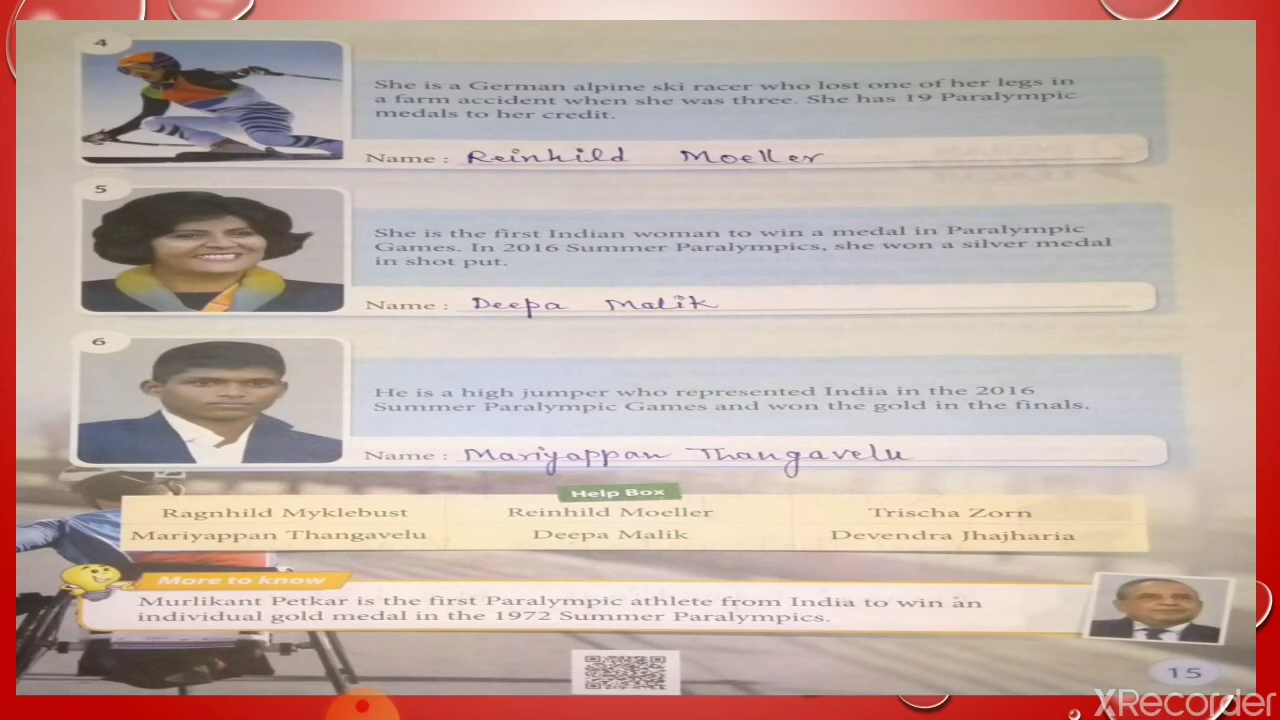 4
She is a German alpine ski racer who lost one of her legs in
a farm accident when she was three. She has 19 Paralympic
medals to her credit.
Name : Reinhild Moeller
5
She is the first Indian woman to win a medal in Paralympic
Games. In 2016 Summer Paralympics, she won a silver medal
in shot put.
Name : Deepa Malik
6
He is a high jumper who represented India in the 2016
Summer Paralympic Games and won the gold in the finals.
Name : Mariyappan Thangavelu
Help Box
Ragnhild Myklebust Reinhild Moeller Trischa Zorn
Mariyappan Thangavelu Deepa Malik Devendra Jhajharia
More to know
Murlikant Petkar is the first Paralympic athlete from India to win an
individual gold medal in the 1972 Summer Paralympics.
15
XRecorder